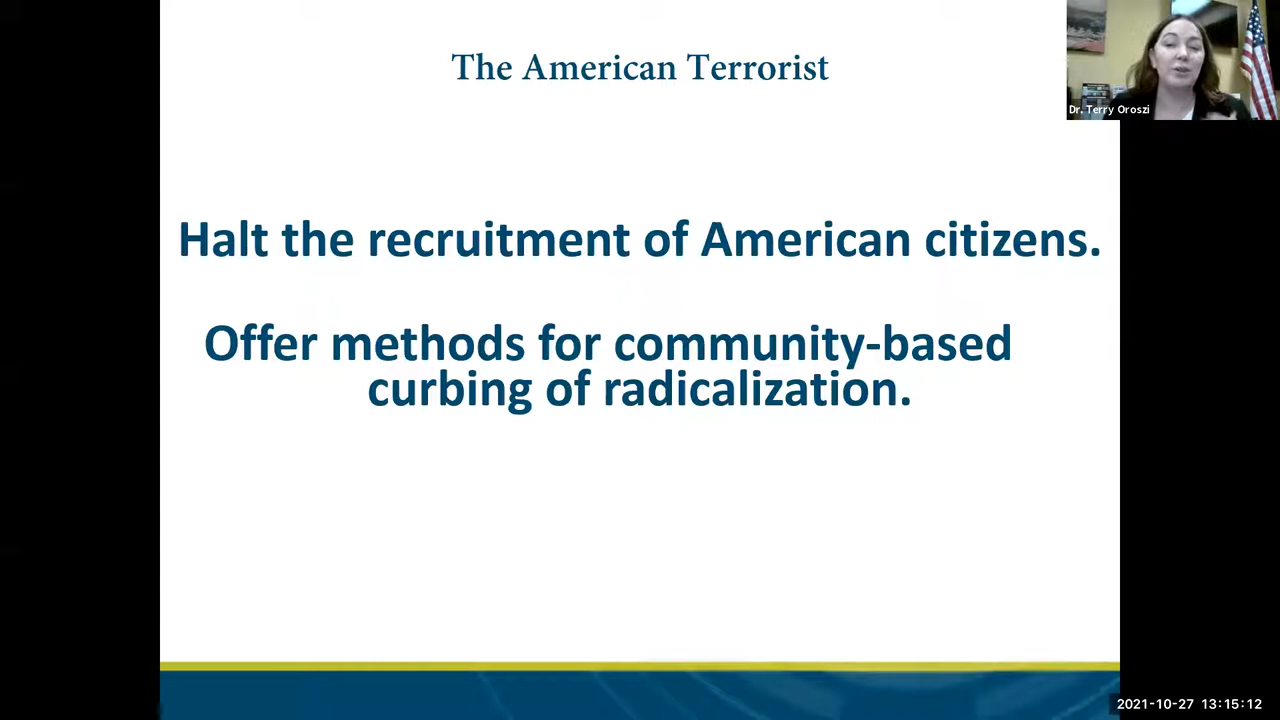 The American Terrorist
Dr. Terry Oroszi
Halt the recruitment of American citizens.
Offer methods for community-based
curbing of radicalization.
2021-10-27 13:15:12